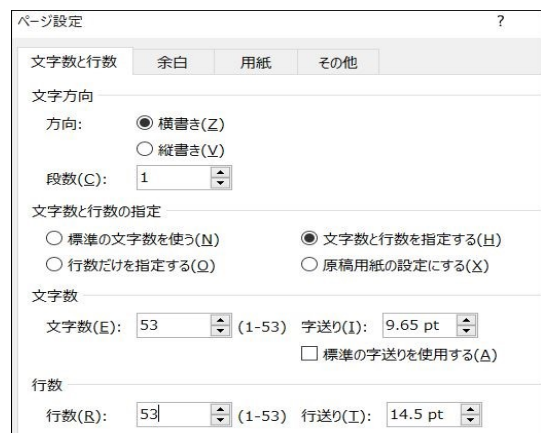 ページ設定 ?
文字数と行数 余白 用紙 その他
文字方向
方向: 横書き(Z)
縦書き(V)
段数(C): 1
文字数と行数の指定
標準の文字数を使う(N) 文字数と行数を指定する(H)
行数だけを指定する(O) 原稿用紙の設定にする(X)
文字数
文字数(E): 53 (1-53) 字送り(I): 9.65 pt
標準の字送りを使用する(A)
行数
行数(R): 53 (1-53) 行送り(T): 14.5 pt